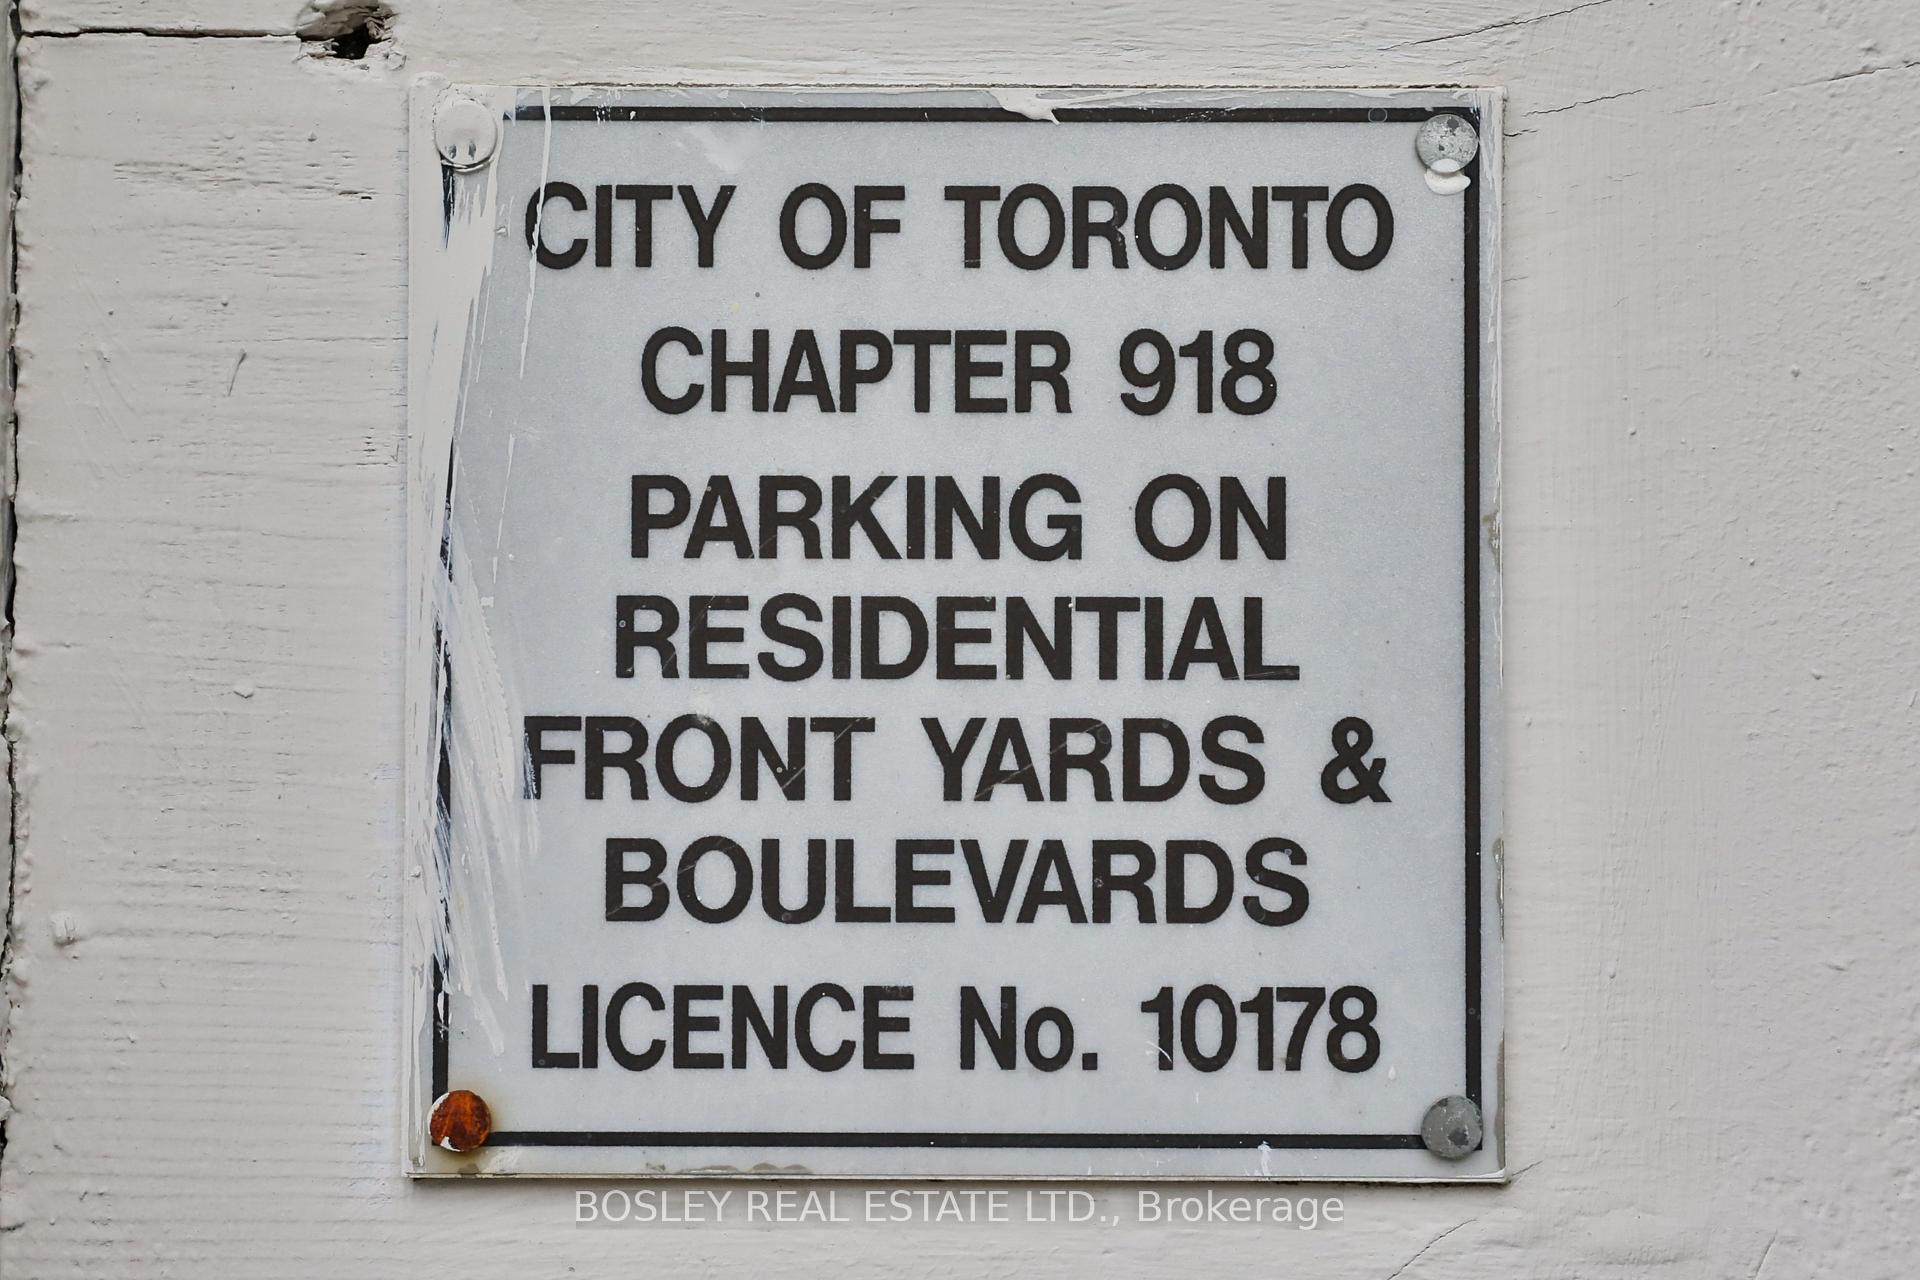 CITY OF TORONTO
CHAPTER 918
PARKING ON
RESIDENTIAL
FRONT YARDS &
BOULEVARDS
LICENCE No. 10178
BOSLEY REAL ESTATE LTD., Brokerage